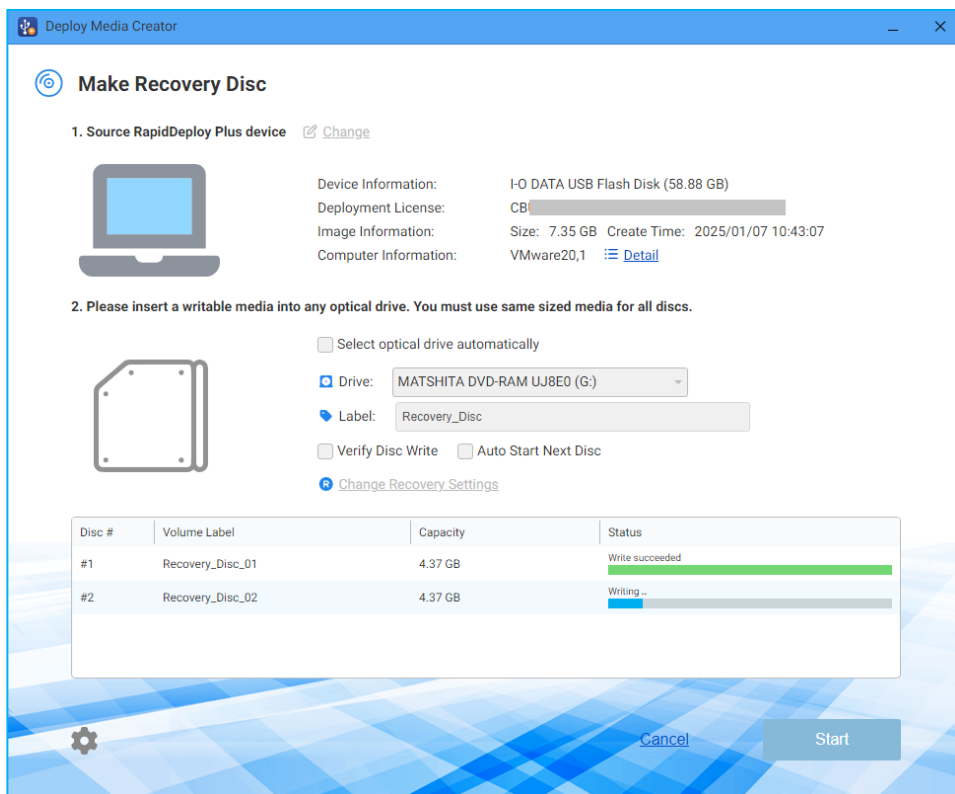 Deploy Media Creator
Make Recovery Disc
1. Source RapidDeploy Plus device Change
Device Information: I-O DATA USB Flash Disk (58.88 GB)
Deployment License: CB
Image Information: Size: 7.35 GB Create Time: 2025/01/07 10:43:07
Computer Information: VMware20,1 Detail
2. Please insert a writable media into any optical drive. You must use same sized media for all discs.
Select optical drive automatically
Drive: MATSHITA DVD-RAM UJ8E0 (G:)
Label: Recovery_Disc
Verify Disc Write Auto Start Next Disc
R Change Recovery Settings
Disc # Volume Label Capacity Status
#1 Recovery_Disc_01 4.37 GB Write succeeded
#2 Recovery_Disc_02 4.37 GB Writing ..
Cancel Start